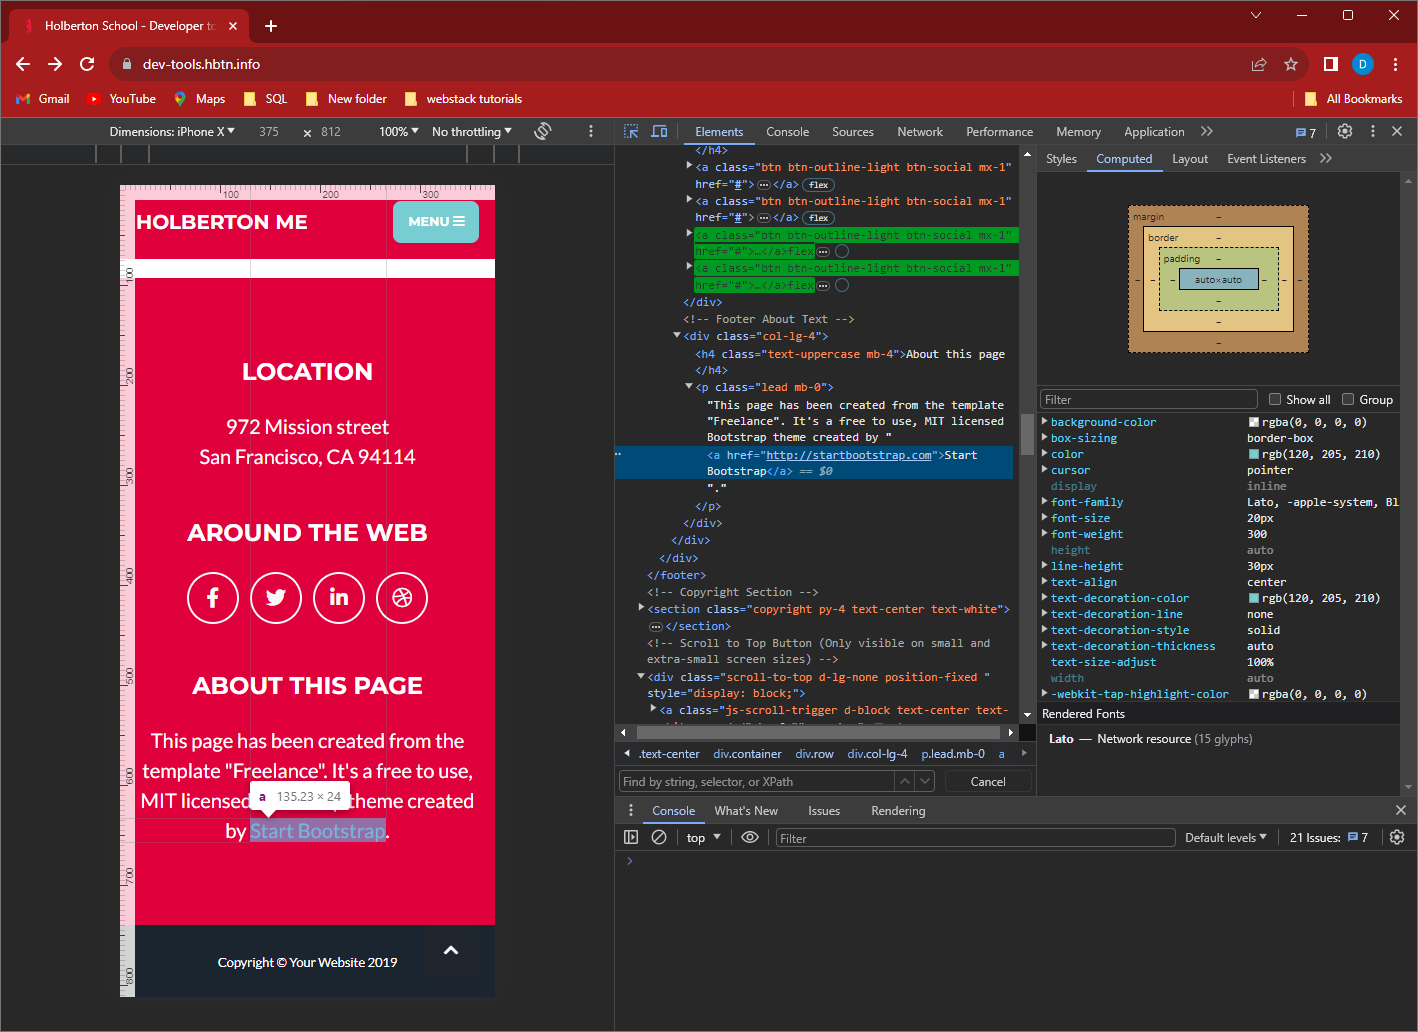 Holberton School - Developer to
dev-tools.hbtn.info
D
Gmail
YouTube
Maps
SQL
New folder
webstack tutorials
All Bookmarks
Dimensions: iPhone X
375
×
812
100%
No throttling
Elements
Console
Sources
Network
Performance
Memory
Application
7
100
200
300
HOLBERTON ME
MENU
100
200
300
400
500
600
700
800
LOCATION
972 Mission street
San Francisco, CA 94114
AROUND THE WEB
ABOUT THIS PAGE
This page has been created from the
template "Freelance". It's a free to use,
MIT licensed
theme created
a 135.23 × 24
by Start Bootstrap.
Copyright © Your Website 2019
</h4>
<a class="btn btn-outline-light btn-social mx-1"
href="#"> … </a> flex
<a class="btn btn-outline-light btn-social mx-1"
href="#"> … </a> flex
<a class="btn btn-outline-light btn-social mx-1"
href="#">…</a>flex
<a class="btn btn-outline-light btn-social mx-1"
href="#">…</a>flex
</div>
<!-- Footer About Text -->
<div class="col-lg-4">
<h4 class="text-uppercase mb-4">About this page
</h4>
<p class="lead mb-0">
"This page has been created from the template
"Freelance". It's a free to use, MIT licensed
Bootstrap theme created by "
<a href="http://startbootstrap.com">Start
Bootstrap</a> == $0
"."
</p>
</div>
</div>
</div>
</footer>
<!-- Copyright Section -->
<section class="copyright py-4 text-center text-white">
… </section>
<!-- Scroll to Top Button (Only visible on small and
extra-small screen sizes) -->
<div class="scroll-to-top d-lg-none position-fixed "
style="display: block;">
<a class="js-scroll-trigger d-block text-center text-
.text-center
div.container
div.row
div.col-lg-4
p.lead.mb-0
a
Find by string, selector, or XPath
Cancel
Styles
Computed
Layout
Event Listeners
margin
–
border
–
padding
–
– – – auto×auto – – –
–
–
–
Filter
Show all
Group
background-color rgba(0, 0, 0, 0)
box-sizing border-box
color rgb(120, 205, 210)
cursor pointer
display inline
font-family Lato, -apple-system, Bl
font-size 20px
font-weight 300
height auto
line-height 30px
text-align center
text-decoration-color rgb(120, 205, 210)
text-decoration-line none
text-decoration-style solid
text-decoration-thickness auto
text-size-adjust 100%
width auto
-webkit-tap-highlight-color rgba(0, 0, 0, 0)
Rendered Fonts
Lato — Network resource (15 glyphs)
Console
What's New
Issues
Rendering
top
Filter
Default levels
21 Issues: 7